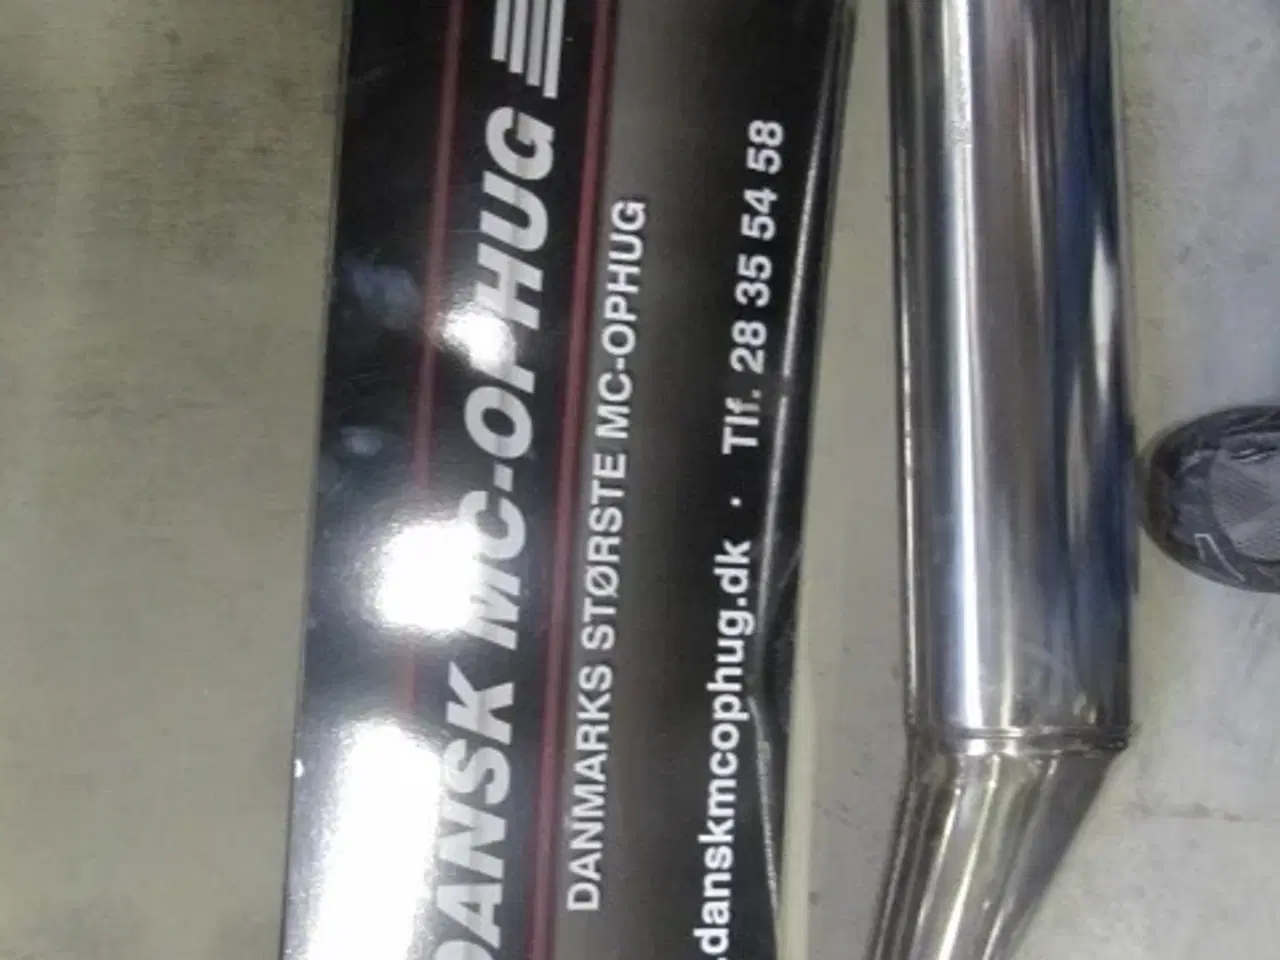 DANSK MC-OPHUG
DANMARKS STØRSTE MC-OPHUG
.danskmcophug.dk · Tlf. 28 35 54 58